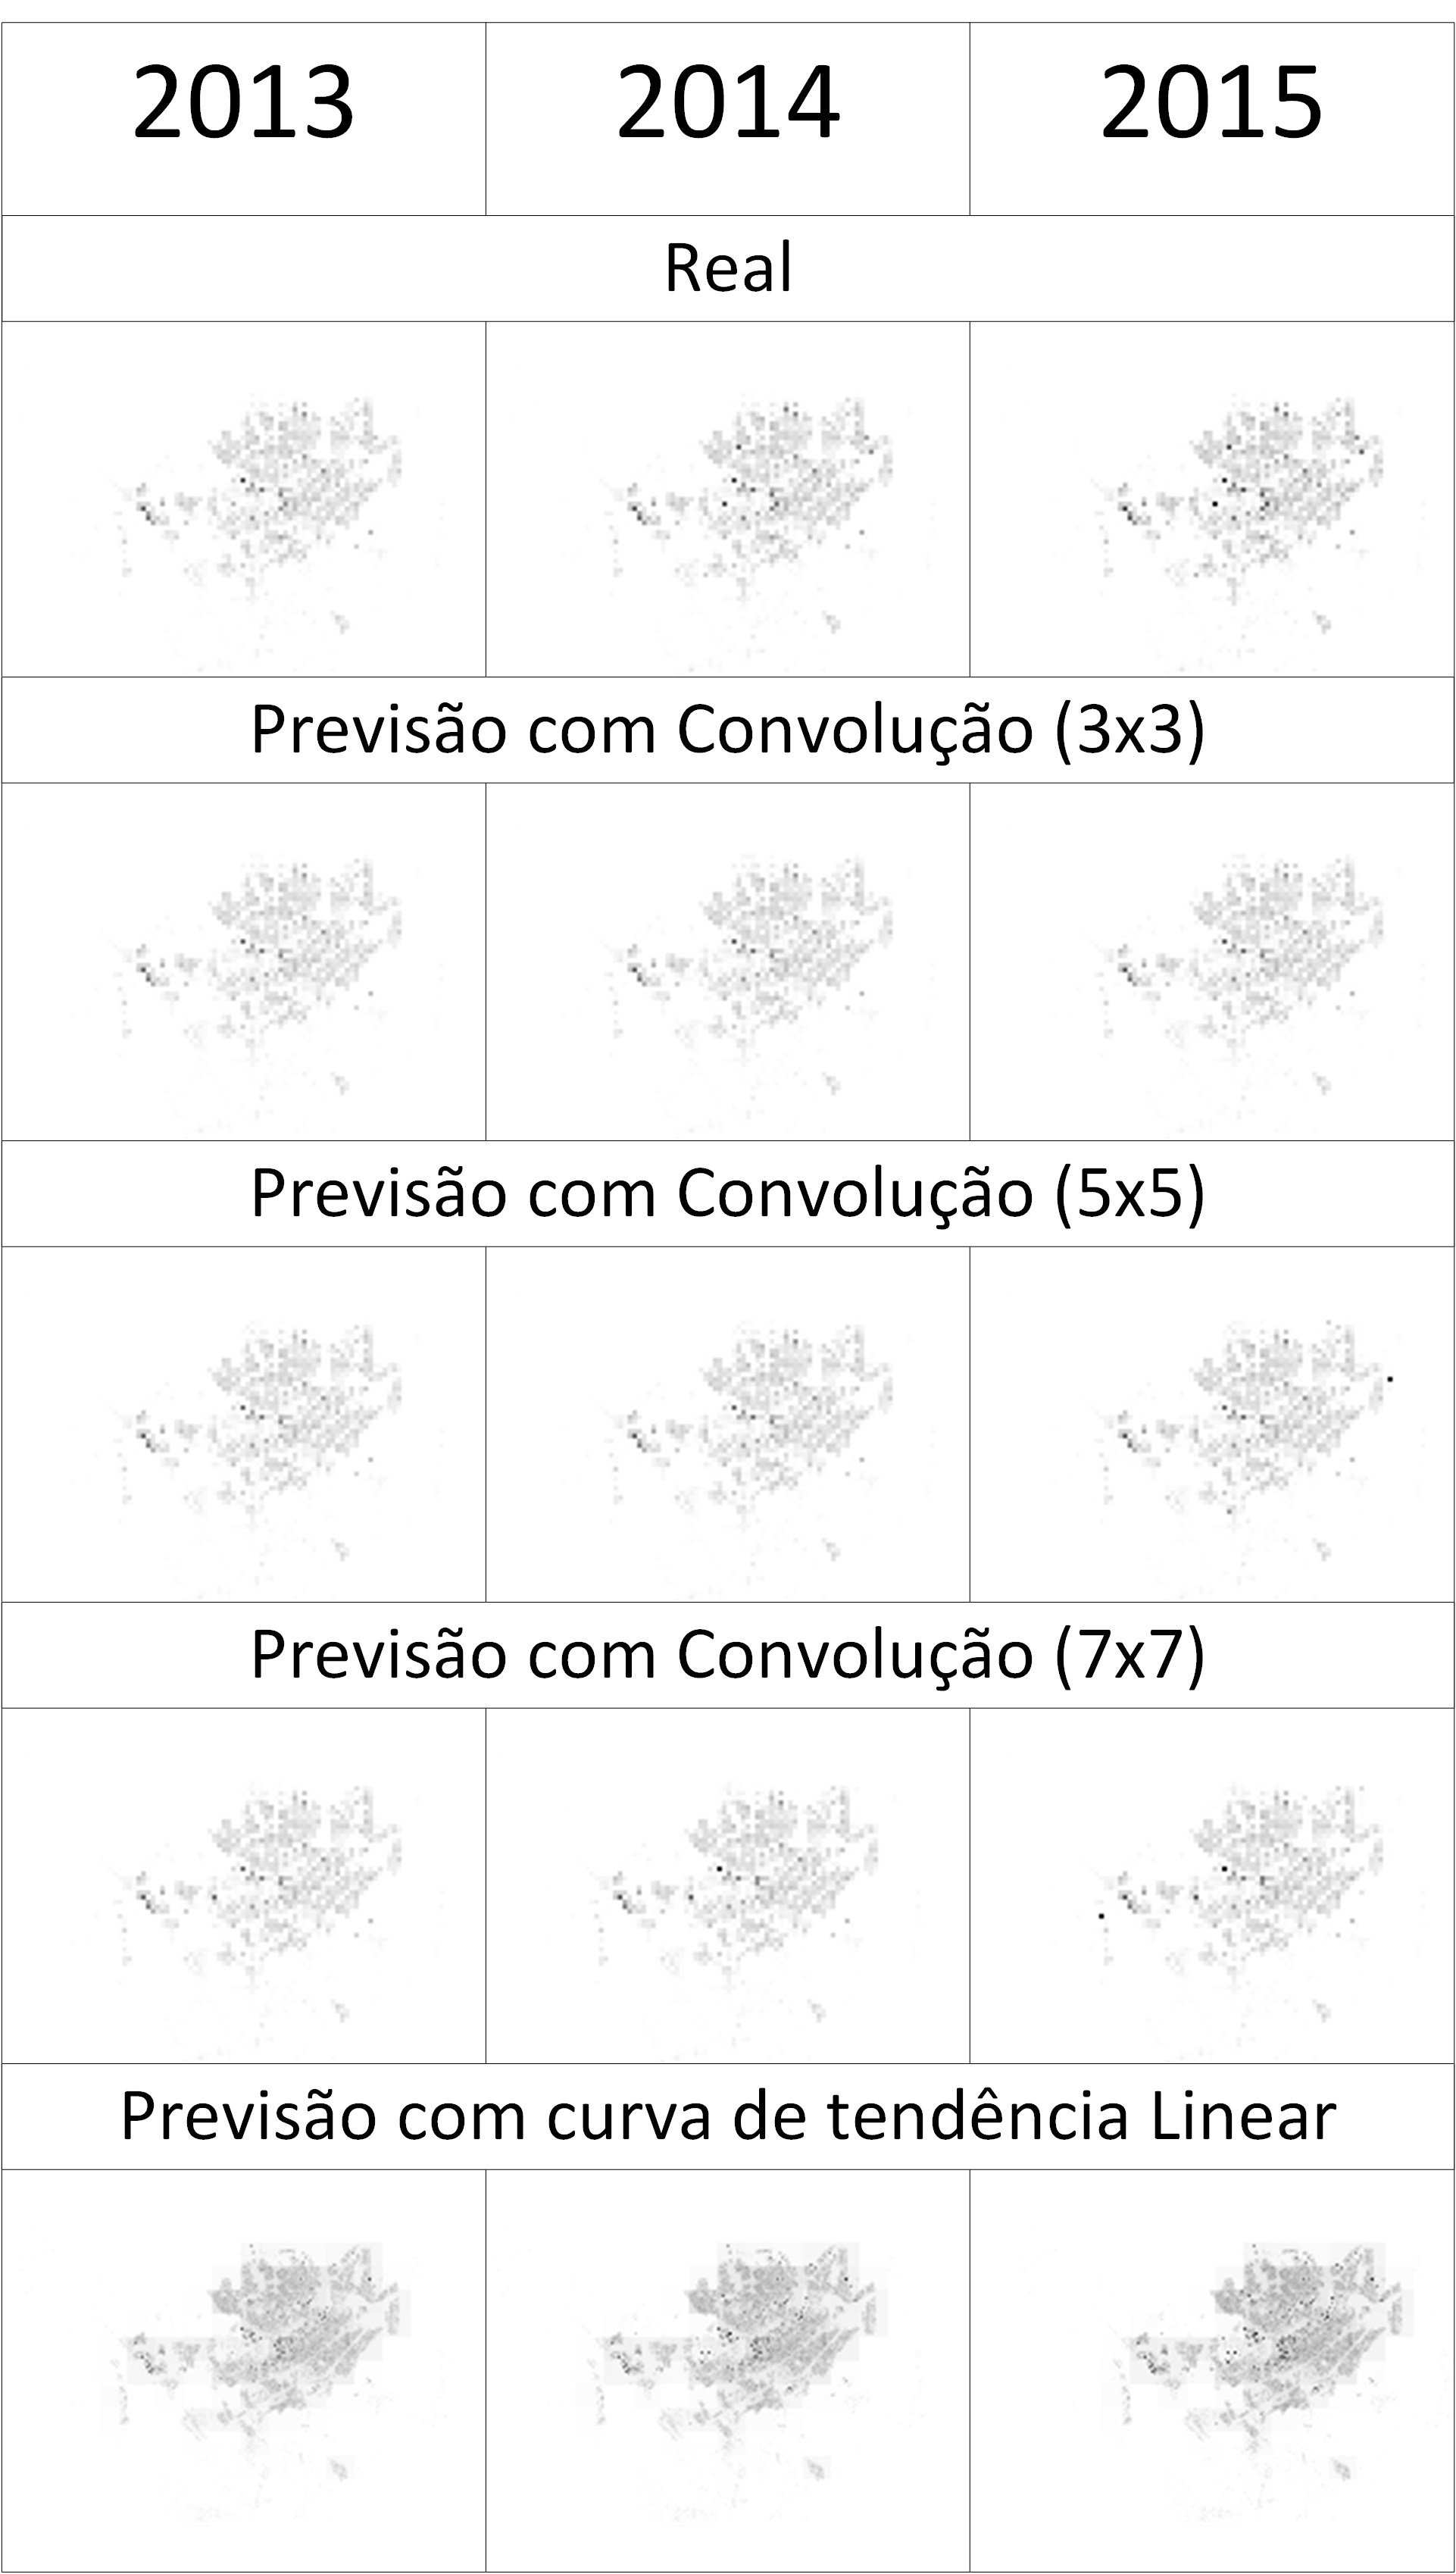 2013 2014 2015
Real
Previsão com Convolução (3x3)
Previsão com Convolução (5x5)
Previsão com Convolução (7x7)
Previsão com curva de tendência Linear